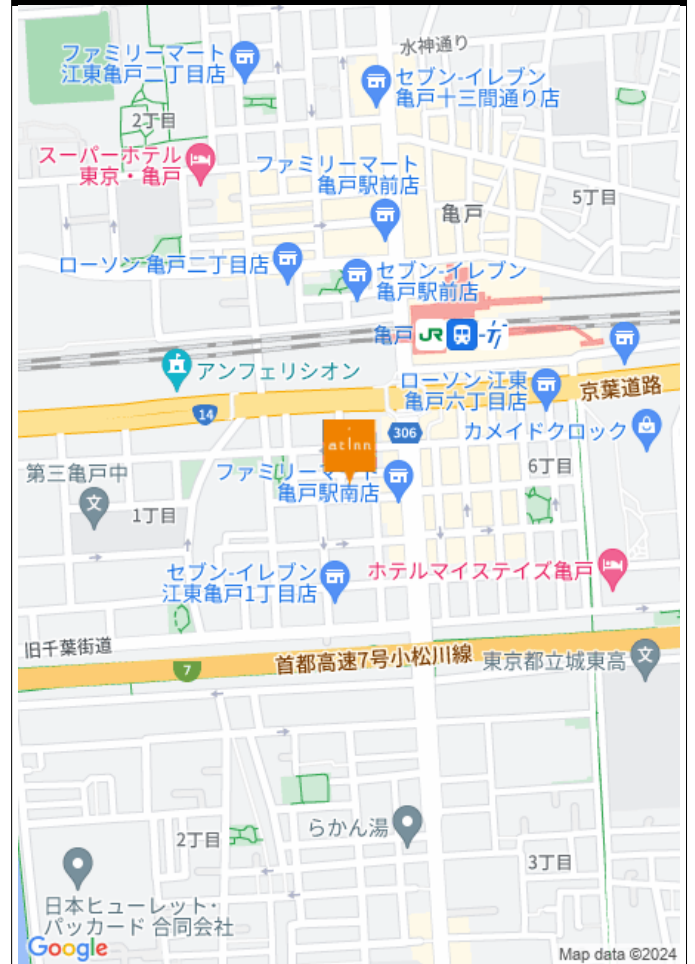 水神通り
ファミリーマート
江東亀戸二丁目店
セブン-イレブン
亀戸十三間通り店
2丁目
スーパーホテル
東京・亀戸
ファミリーマート
亀戸駅前店
5丁目
亀戸
ローソン 亀戸二丁目店
セブン-イレブン
亀戸駅前店
亀戸 JR
アンフェリシオン
ローソン 江東
亀戸六丁目店
京葉道路
14
atinn
306
カメイドクロック
第三亀戸中
ファミリーマート
亀戸駅南店
6丁目
文
1丁目
セブン-イレブン
江東亀戸1丁目店
ホテルマイステイズ亀戸
旧千葉街道
7
首都高速7号小松川線
東京都立城東高
文
2丁目
らかん湯
3丁目
日本ヒューレット・
パッカード 合同会社
Google
Map data ©2024